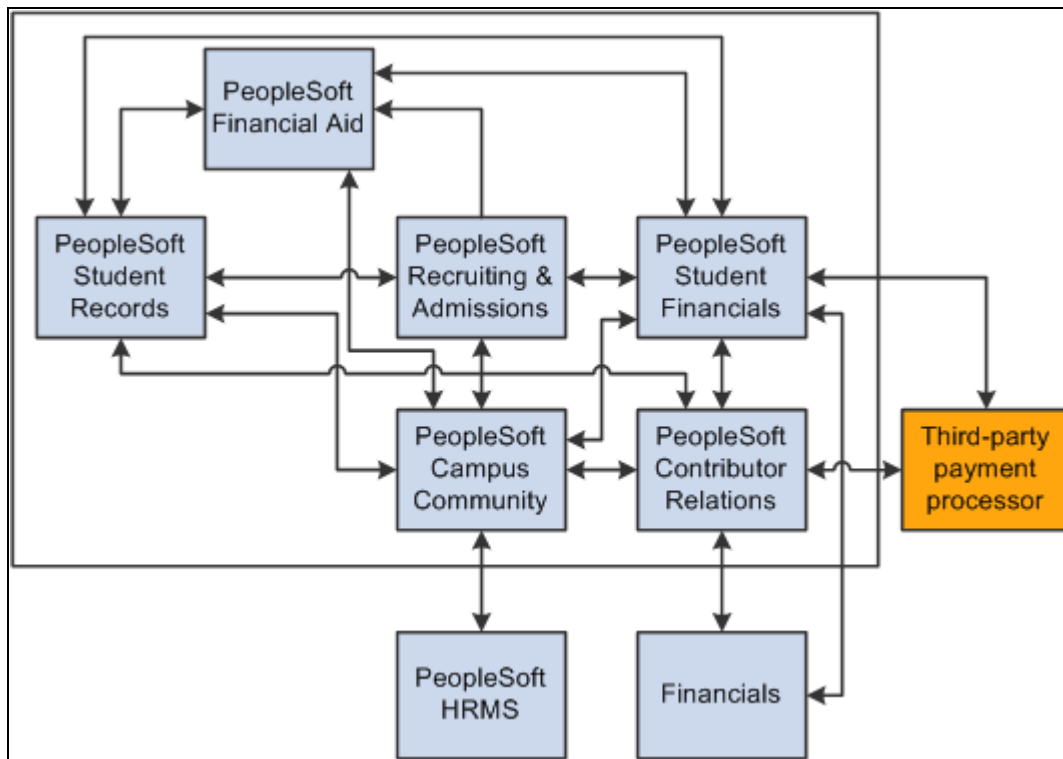 PeopleSoft
Financial Aid
PeopleSoft
Student
Records
PeopleSoft
Recruiting &
Admissions
PeopleSoft
Student
Financials
PeopleSoft
Campus
Community
PeopleSoft
Contributor
Relations
Third-party
payment
processor
PeopleSoft
HRMS
Financials